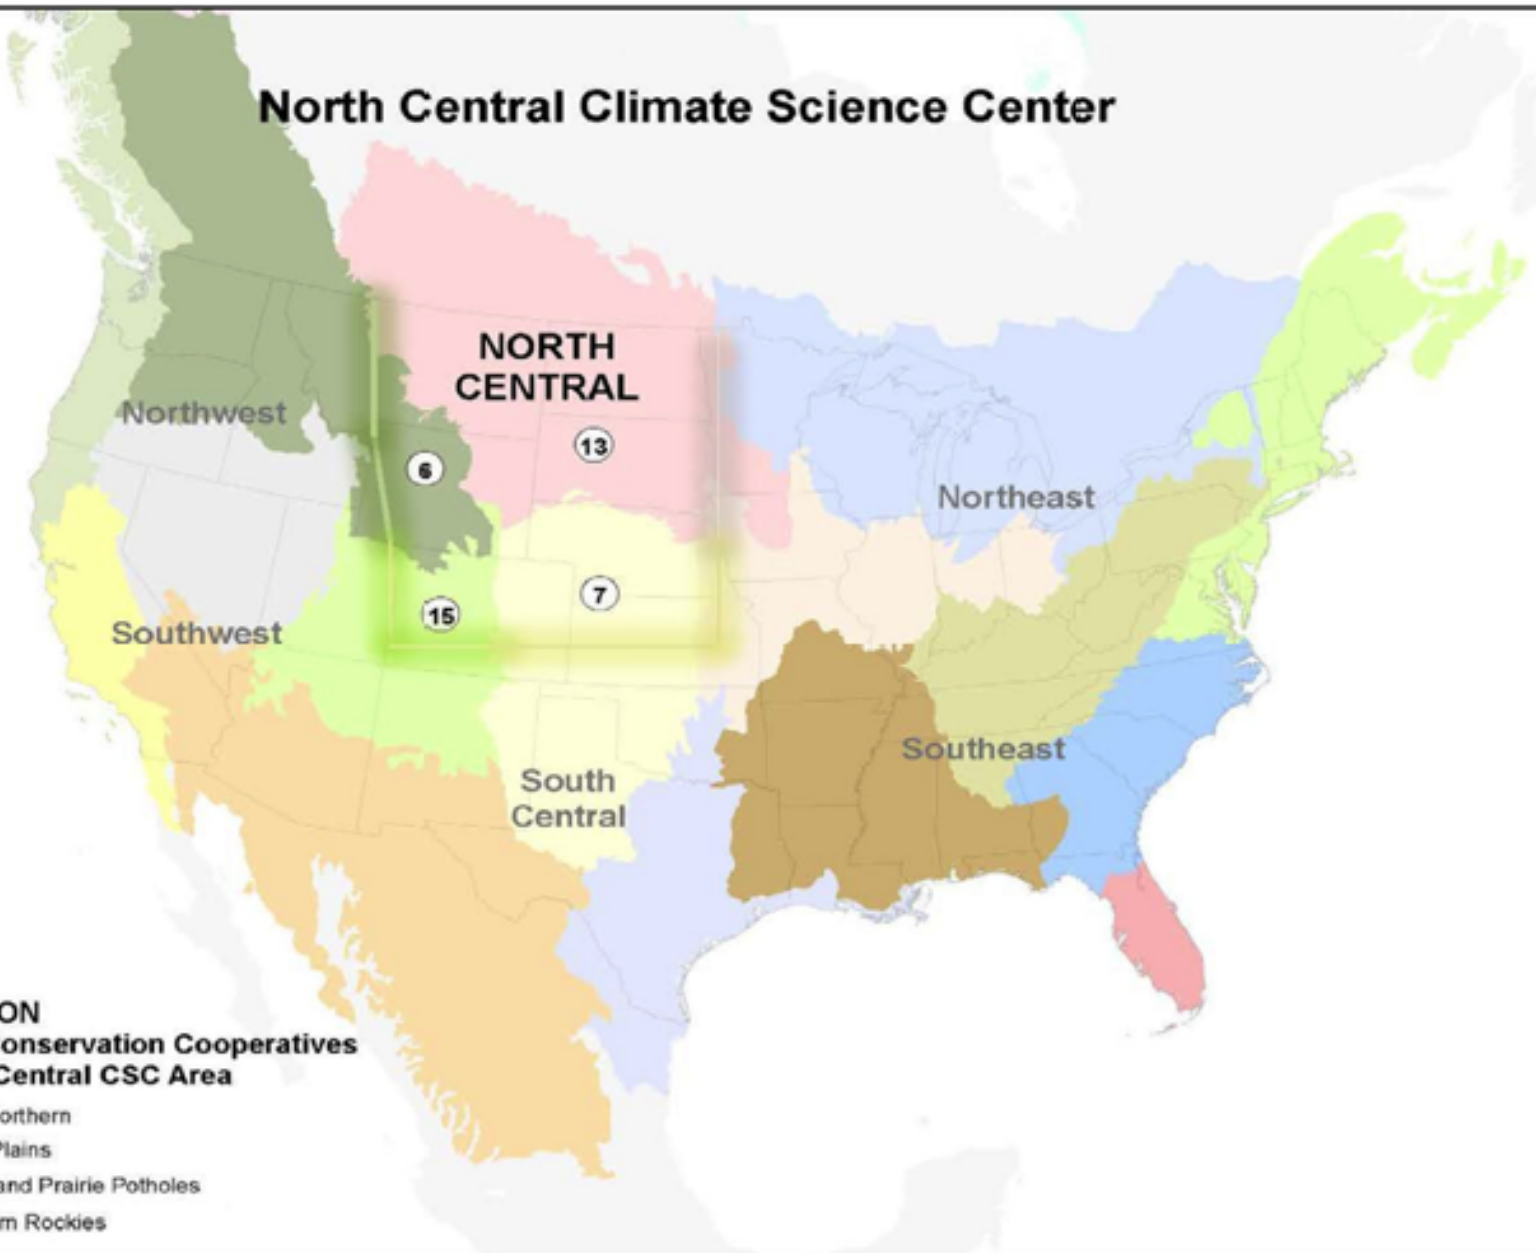 North Central Climate Science Center
NORTH
CENTRAL
Northwest
13
6
Northeast
7
15
Southwest
Southeast
South
Central
ON
onservation Cooperatives
Central CSC Area
orthern
Plains
and Prairie Potholes
rn Rockies